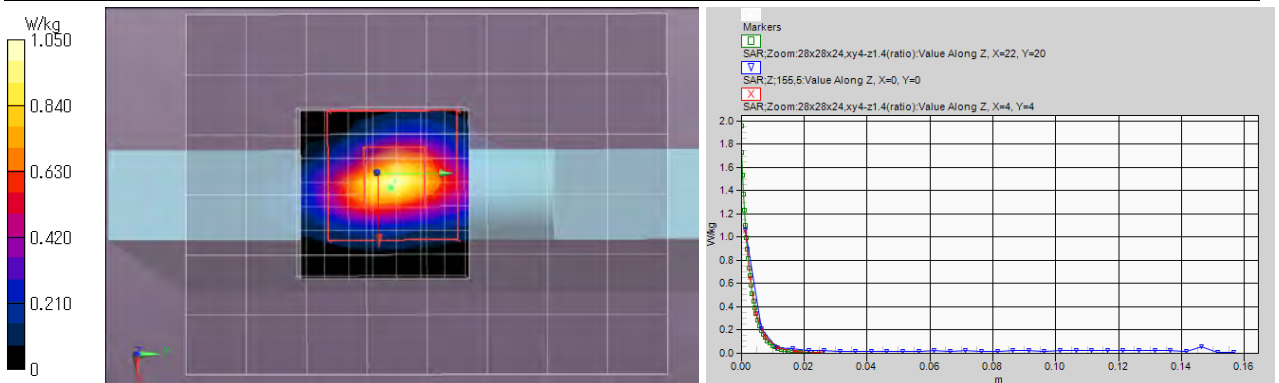 W/kg
1.050
0.840
0.630
0.420
0.210
0
Markers
SAR;Zoom:28x28x24,xy4-z1.4(ratio):Value Along Z, X=22, Y=20
SAR;Z;155,5:Value Along Z, X=0, Y=0
SAR;Zoom:28x28x24,xy4-z1.4(ratio):Value Along Z, X=4, Y=4
2.0
1.8
1.6
1.4
1.2
1.0
0.8
0.6
0.4
0.2
0.0
W/kg
0.00 0.02 0.04 0.06 0.08 0.10 0.12 0.14 0.16
m